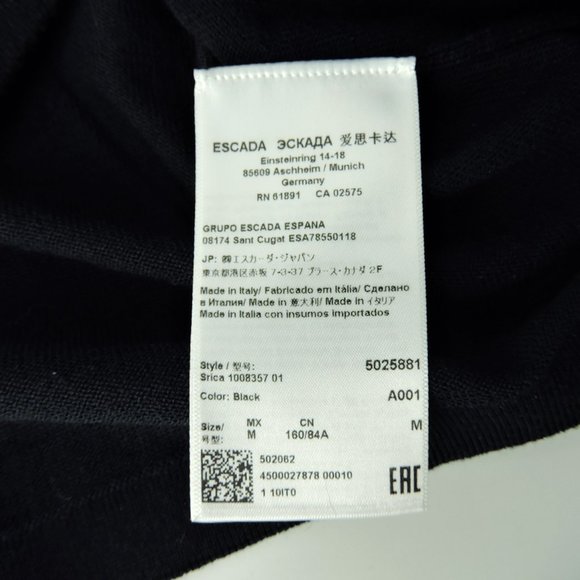 ESCADA ЭСКАДА 爱思卡达
Einsteinring 14-18
85609 Aschheim / Munich
Germany
RN 61891 CA 02575
GRUPO ESCADA ESPANA
08174 Sant Cugat ESA78550118
JP: ㈱エスカーダ・ジャパン
東京都港区赤坂 7-3-37 プラース・カナダ 2F
Made in Italy/ Fabricado em Itália/ Сделано
в Италии/ Made in 意大利/ Made in イタリア
Made in Italia con insumos importados
Style / 型号: 5025881
Srica 1008357 01
Color: Black A001
Size/ MX CN M
号型: M 160/84A
502062
4500027878 00010
1 10IT0
EAC